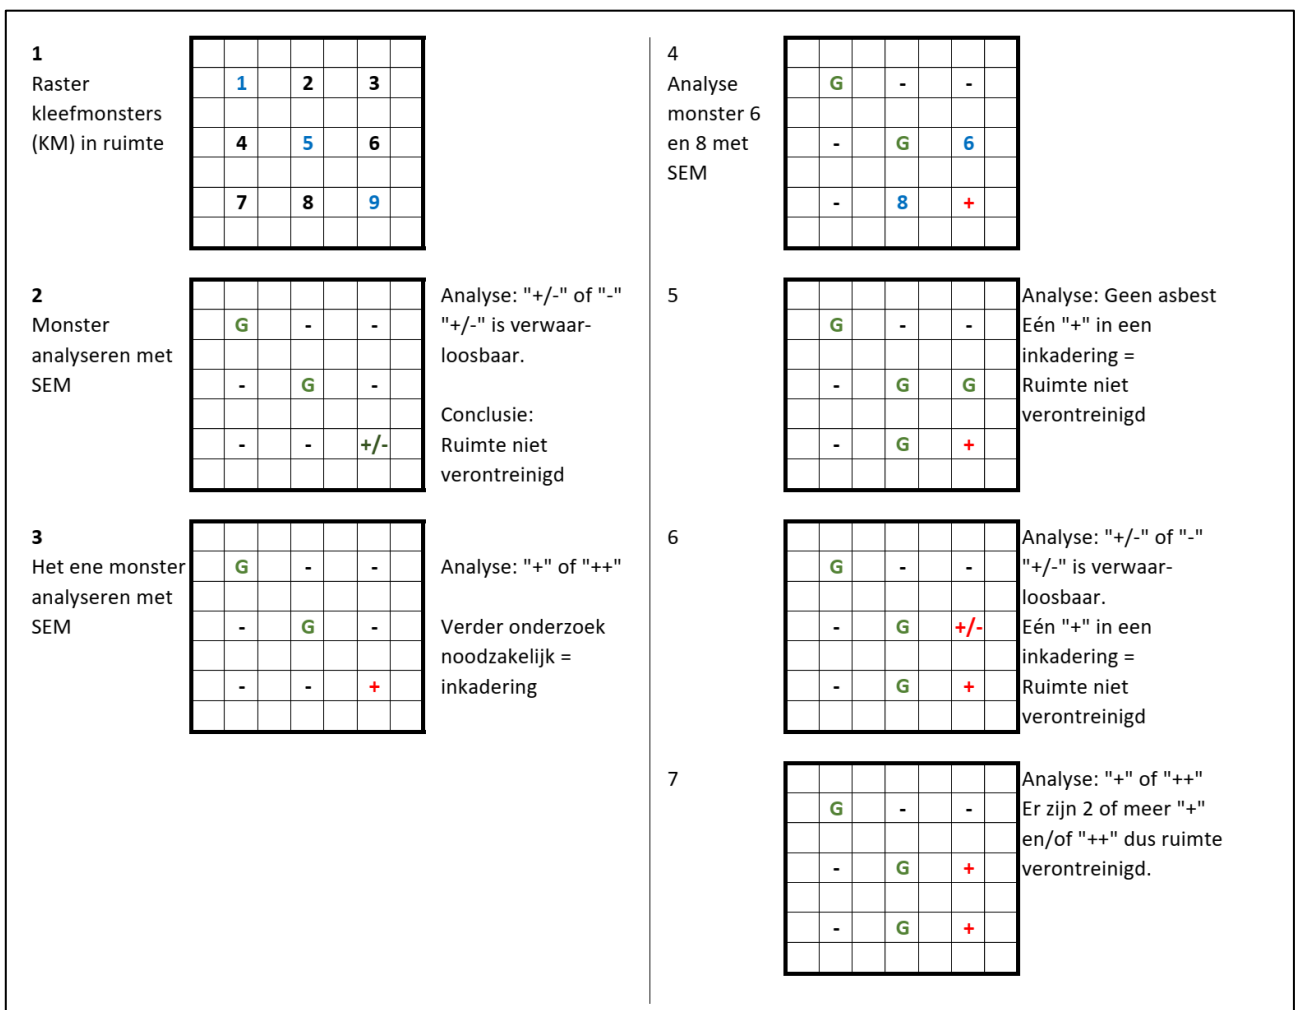 1
Raster
kleefmonsters
(KM) in ruimte
1 2 3
4 5 6
7 8 9
2
Monster
analyseren met
SEM
G - -
- G -
- - +/-
Analyse: "+/-" of "-"
"+/-" is verwaar-
loosbaar.
Conclusie:
Ruimte niet
verontreinigd
3
Het ene monster
analyseren met
SEM
G - -
- G -
- - +
Analyse: "+" of "++"
Verder onderzoek
noodzakelijk =
inkadering
4
Analyse
monster 6
en 8 met
SEM
G - -
- G 6
- 8 +
5
G - -
- G G
- G +
Analyse: Geen asbest
Eén "+" in een
inkadering =
Ruimte niet
verontreinigd
6
G - -
- G +/-
- G +
Analyse: "+/-" of "-"
"+/-" is verwaar-
loosbaar.
Eén "+" in een
inkadering =
Ruimte niet
verontreinigd
7
G - -
- G +
- G +
Analyse: "+" of "++"
Er zijn 2 of meer "+"
en/of "++" dus ruimte
verontreinigd.